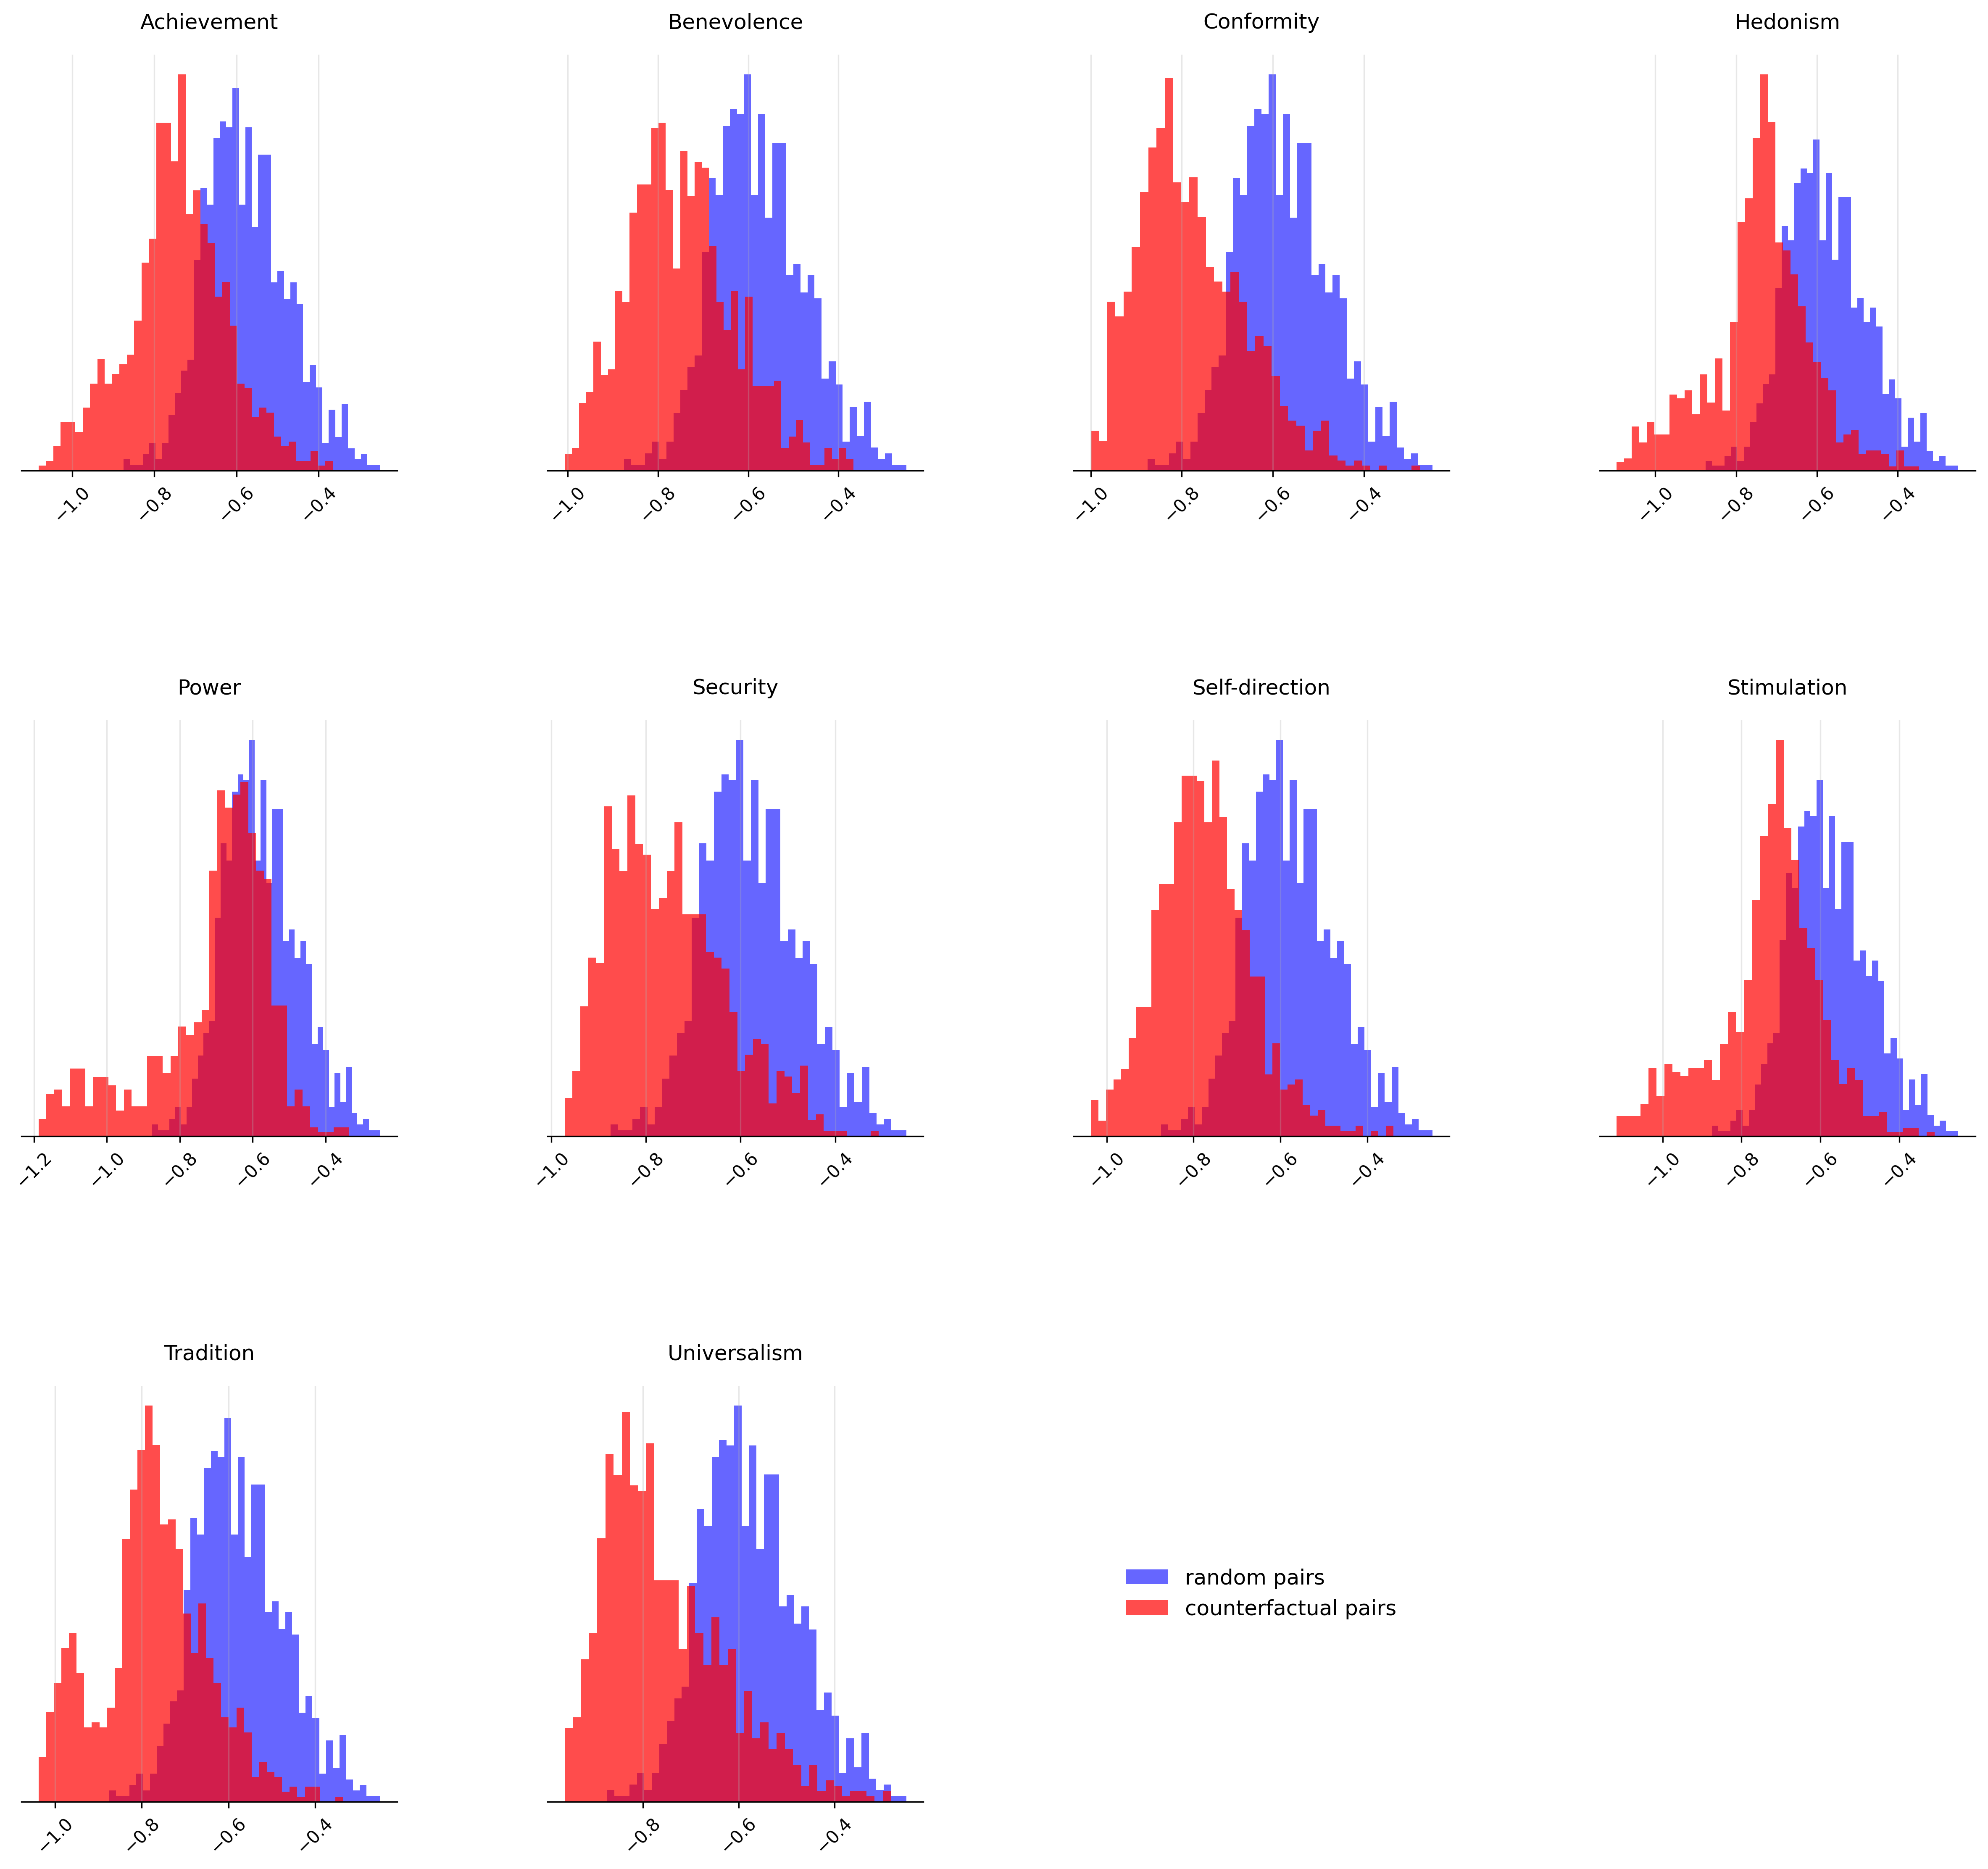 Achievement
Benevolence
Conformity
Hedonism
−1.0 −0.8 −0.6 −0.4
−1.0 −0.8 −0.6 −0.4
−1.0 −0.8 −0.6 −0.4
−1.0 −0.8 −0.6 −0.4
Power
Security
Self-direction
Stimulation
−1.2 −1.0 −0.8 −0.6 −0.4
−1.0 −0.8 −0.6 −0.4
−1.0 −0.8 −0.6 −0.4
−1.0 −0.8 −0.6 −0.4
Tradition
Universalism
random pairs
counterfactual pairs
−1.0 −0.8 −0.6 −0.4
−0.8 −0.6 −0.4